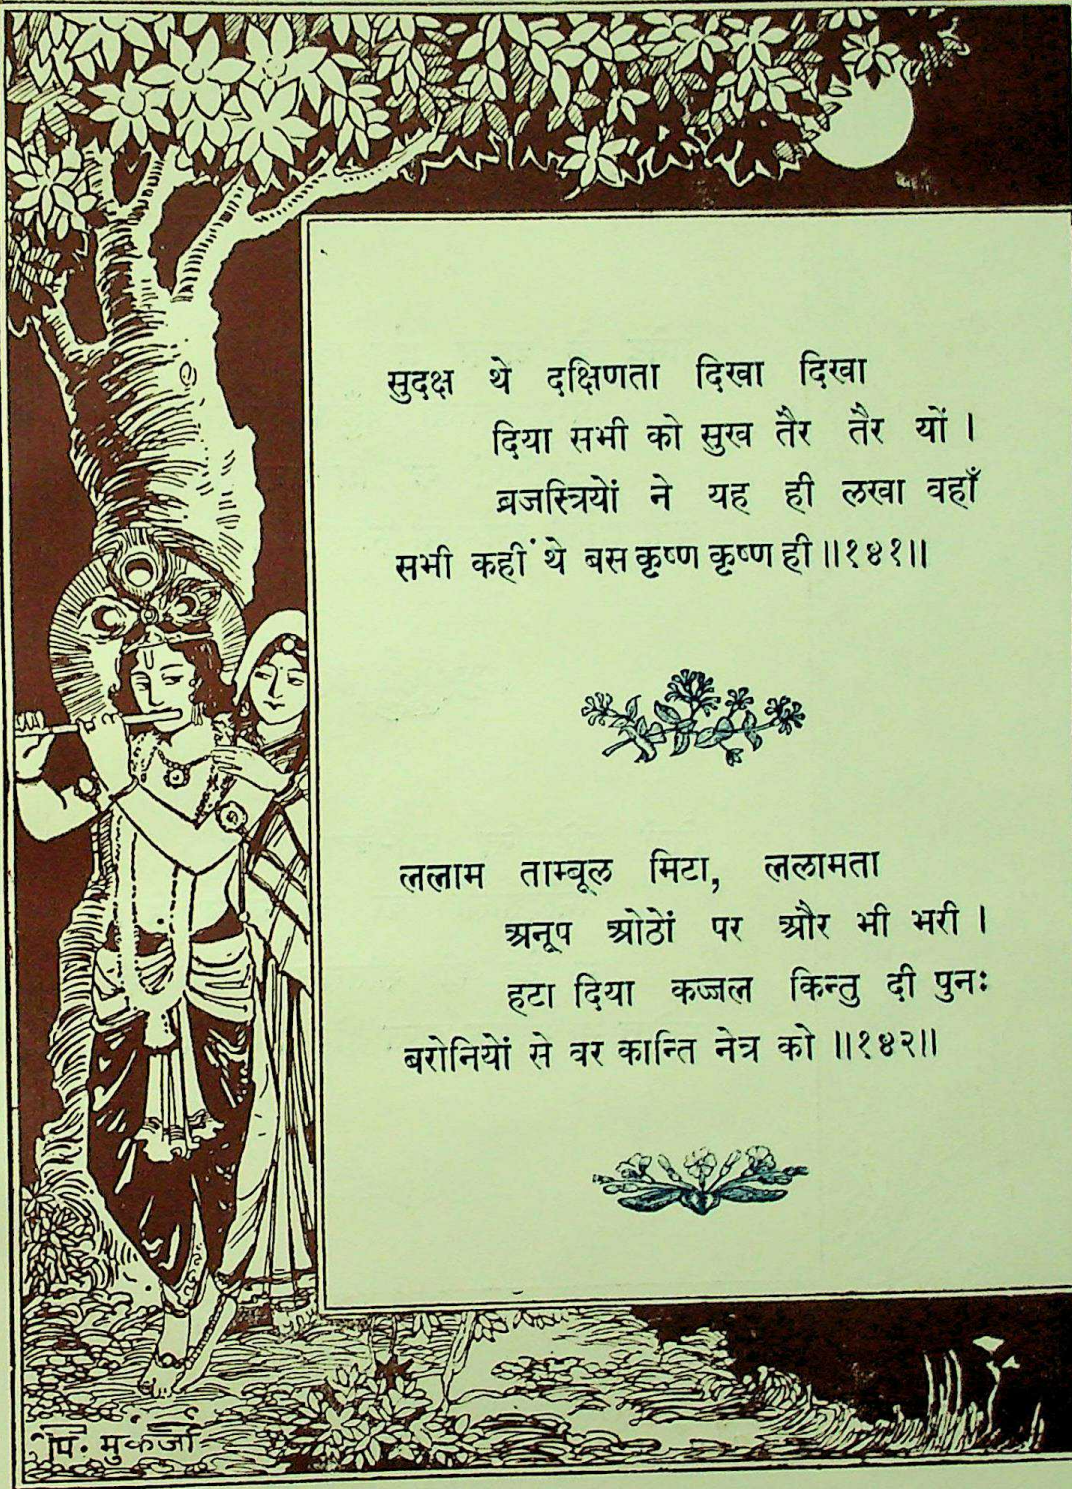 सुदक्ष थे दक्षिणता दिखा दिखा
दिया सभी को सुख तैर तैर यों ।
ब्रजस्त्रियों ने यह ही लखा वहाँ
सभी कहीं थे बस कृष्ण कृष्ण ही ॥१४१॥
ललाम ताम्बूल मिटा, ललामता
अनूप ओठों पर और भी भरी ।
हटा दिया कज्जल किन्तु दी पुनः
बरोनियों से वर कान्ति नेत्र को ॥१४२॥
पि. मुकर्जी